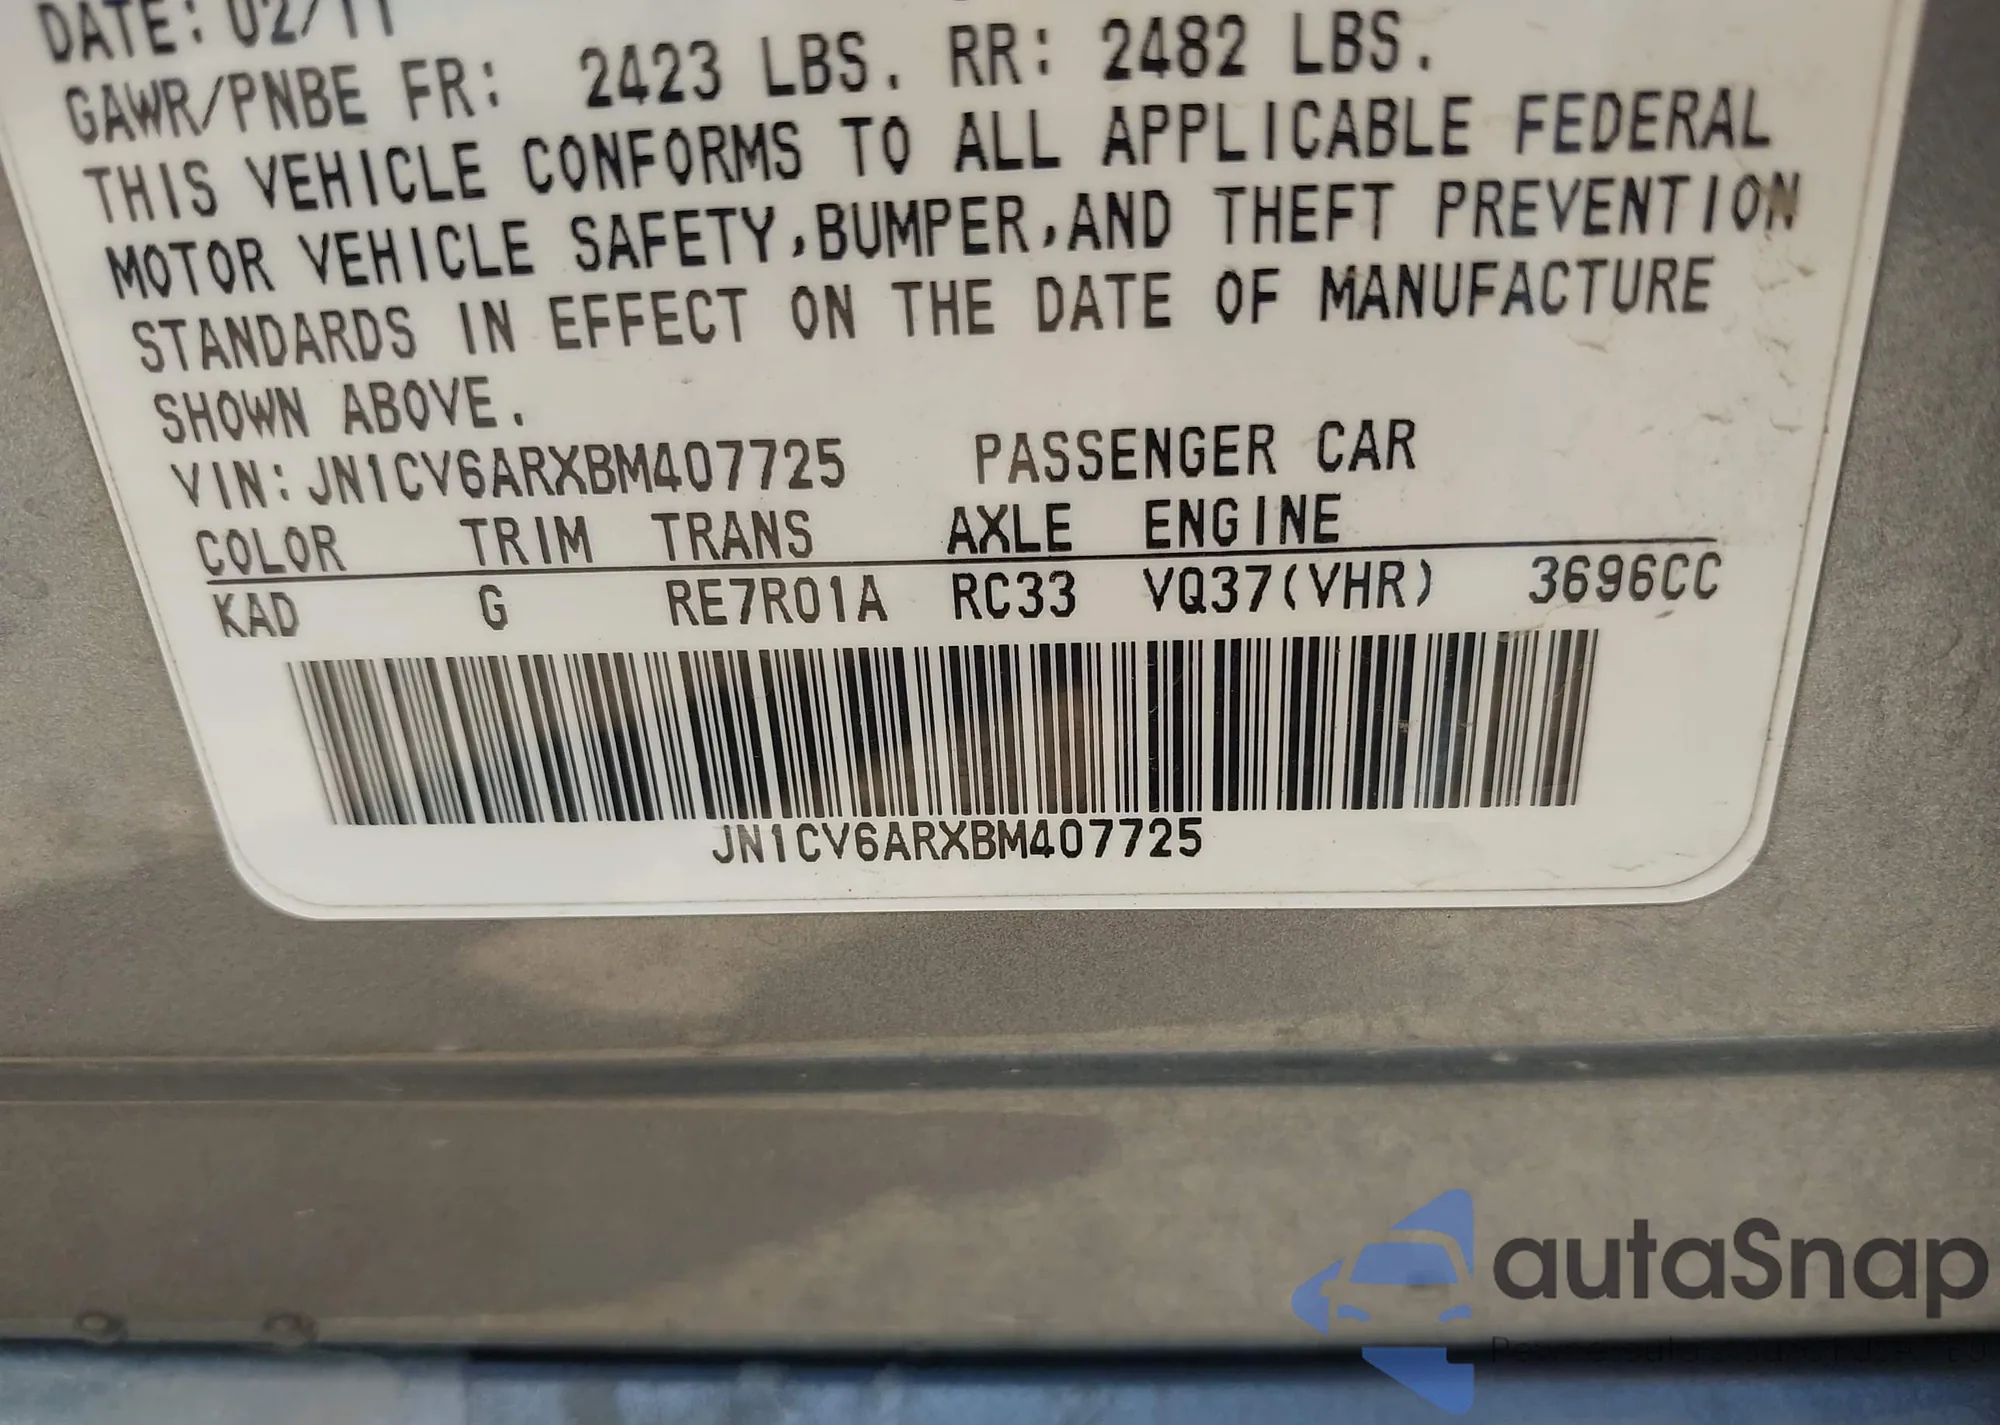 DATE: 02/11
GAWR/PNBE FR: 2423 LBS. RR: 2482 LBS.
THIS VEHICLE CONFORMS TO ALL APPLICABLE FEDERAL
MOTOR VEHICLE SAFETY,BUMPER,AND THEFT PREVENTION
STANDARDS IN EFFECT ON THE DATE OF MANUFACTURE
SHOWN ABOVE.
VIN:JN1CV6ARXBM407725 PASSENGER CAR
COLOR TRIM TRANS AXLE ENGINE
KAD G RE7R01A RC33 VQ37(VHR) 3696CC
JN1CV6ARXBM407725
autaSnap